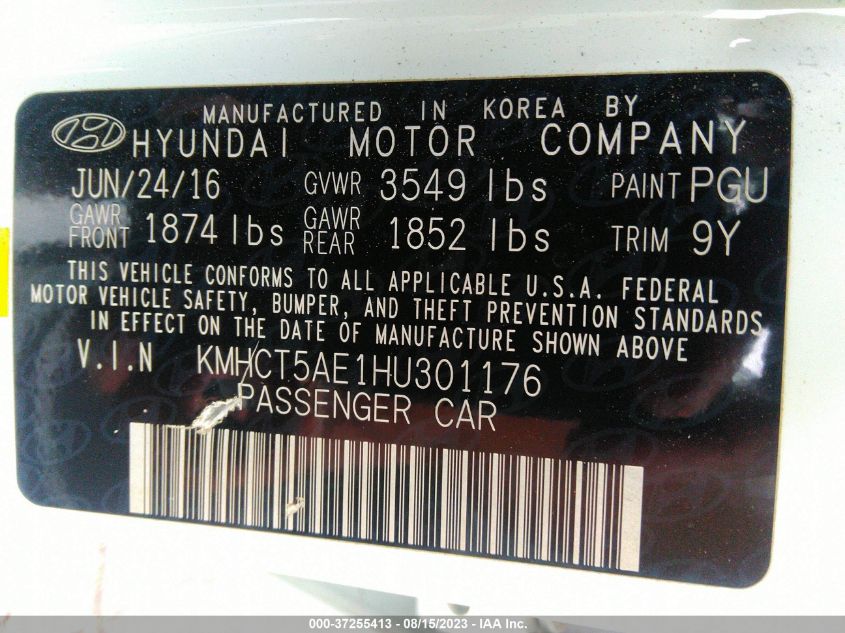 MANUFACTURED IN KOREA BY
HYUNDAI MOTOR COMPANY
JUN/24/16 GVWR 3549 lbs PAINT PGU
GAWR FRONT 1874 lbs GAWR REAR 1852 lbs TRIM 9Y
THIS VEHICLE CONFORMS TO ALL APPLICABLE U.S.A. FEDERAL
MOTOR VEHICLE SAFETY, BUMPER, AND THEFT PREVENTION STANDARDS
IN EFFECT ON THE DATE OF MANUFACTURE SHOWN ABOVE
V.I.N KMHCT5AE1HU301176
PASSENGER CAR
000-37255413 - 08/15/2023 - IAA Inc.